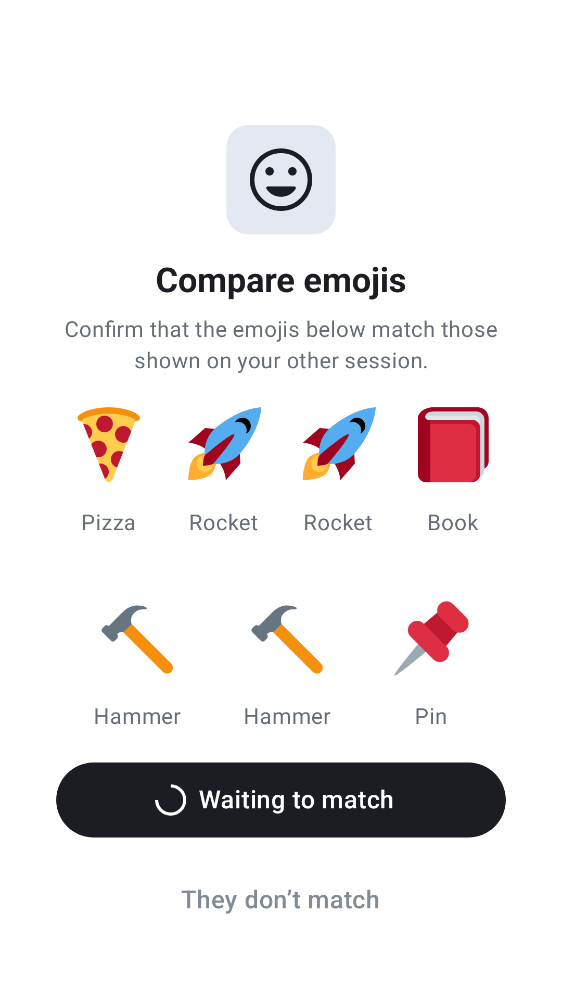 Compare emojis
Confirm that the emojis below match those
shown on your other session.
Pizza Rocket Rocket Book
Hammer Hammer Pin
Waiting to match
They don’t match